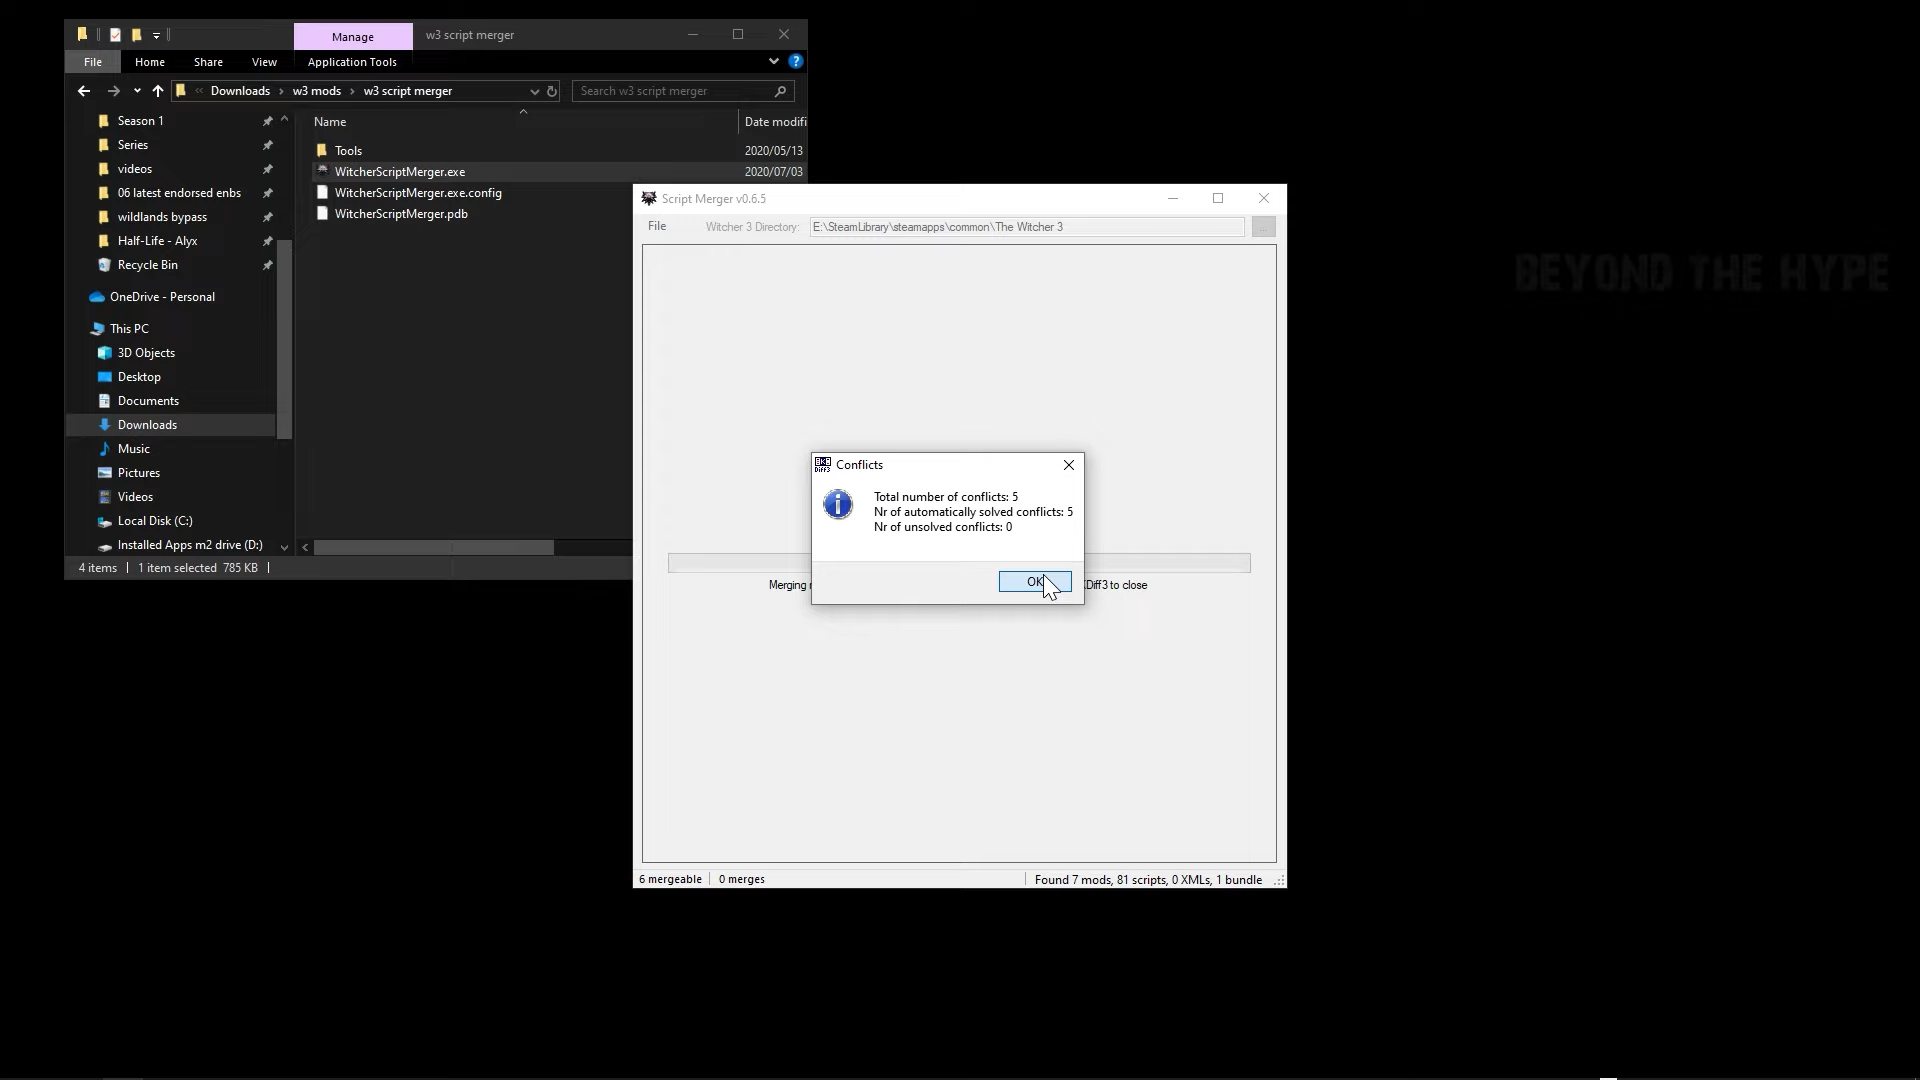 Manage
w3 script merger
File
Home
Share
View
Application Tools
Downloads > w3 mods > w3 script merger
Search w3 script merger
Season 1
Series
videos
06 latest endorsed enbs
wildlands bypass
Half-Life - Alyx
Recycle Bin
OneDrive - Personal
This PC
3D Objects
Desktop
Documents
Downloads
Music
Pictures
Videos
Local Disk (C:)
Installed Apps m2 drive (D:)
Name
Date modifi
Tools
2020/05/13
WitcherScriptMerger.exe
2020/07/03
WitcherScriptMerger.exe.config
WitcherScriptMerger.pdb
4 items
1 item selected 785 KB
Script Merger v0.6.5
File
Witcher 3 Directory:
E:\SteamLibrary\steamapps\common\The Witcher 3
...
BEYOND THE HYPE
Diff3
Conflicts
Total number of conflicts: 5
Nr of automatically solved conflicts: 5
Nr of unsolved conflicts: 0
OK
Merging
Diff3 to close
6 mergeable
0 merges
Found 7 mods, 81 scripts, 0 XMLs, 1 bundle